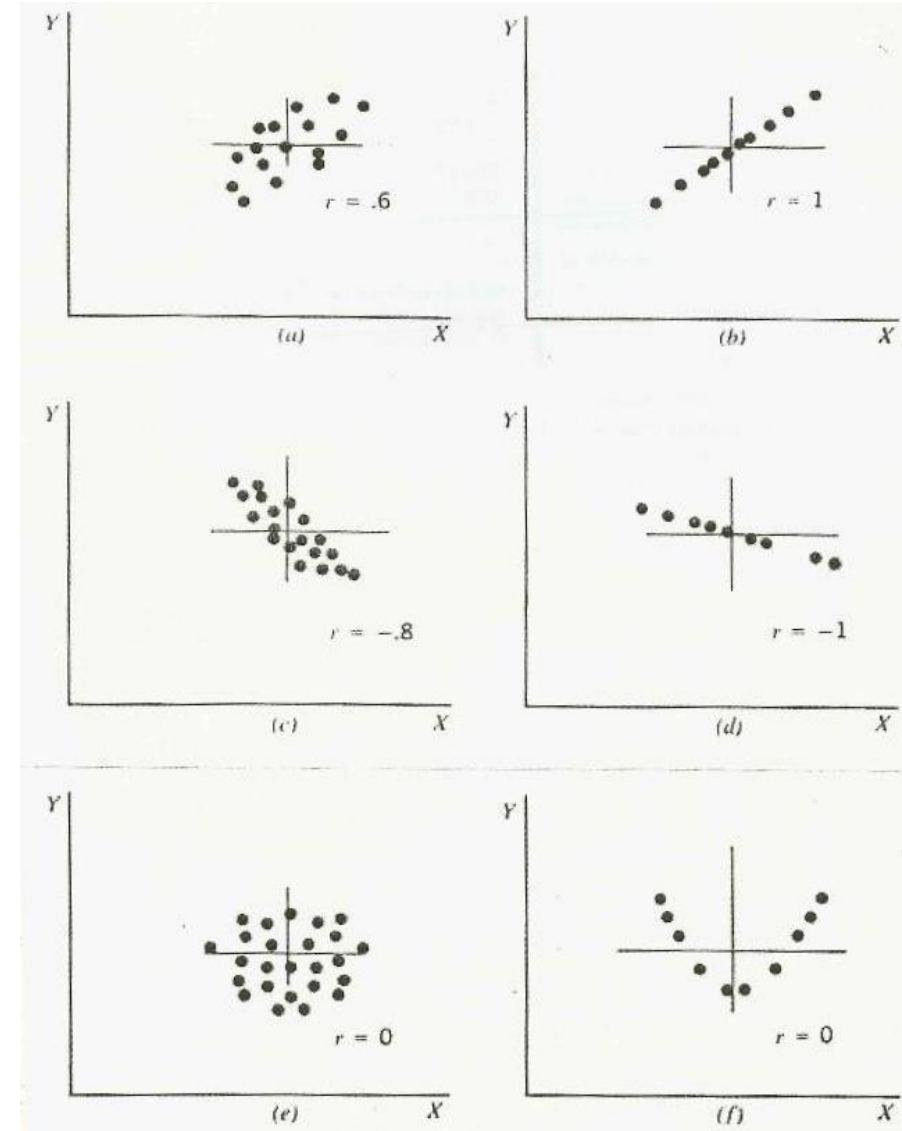 Y
r = .6
(a)
X
Y
r = 1
(b)
X
Y
r = -.8
(c)
X
Y
r = -1
(d)
X
Y
r = 0
(e)
X
Y
r = 0
(f)
X